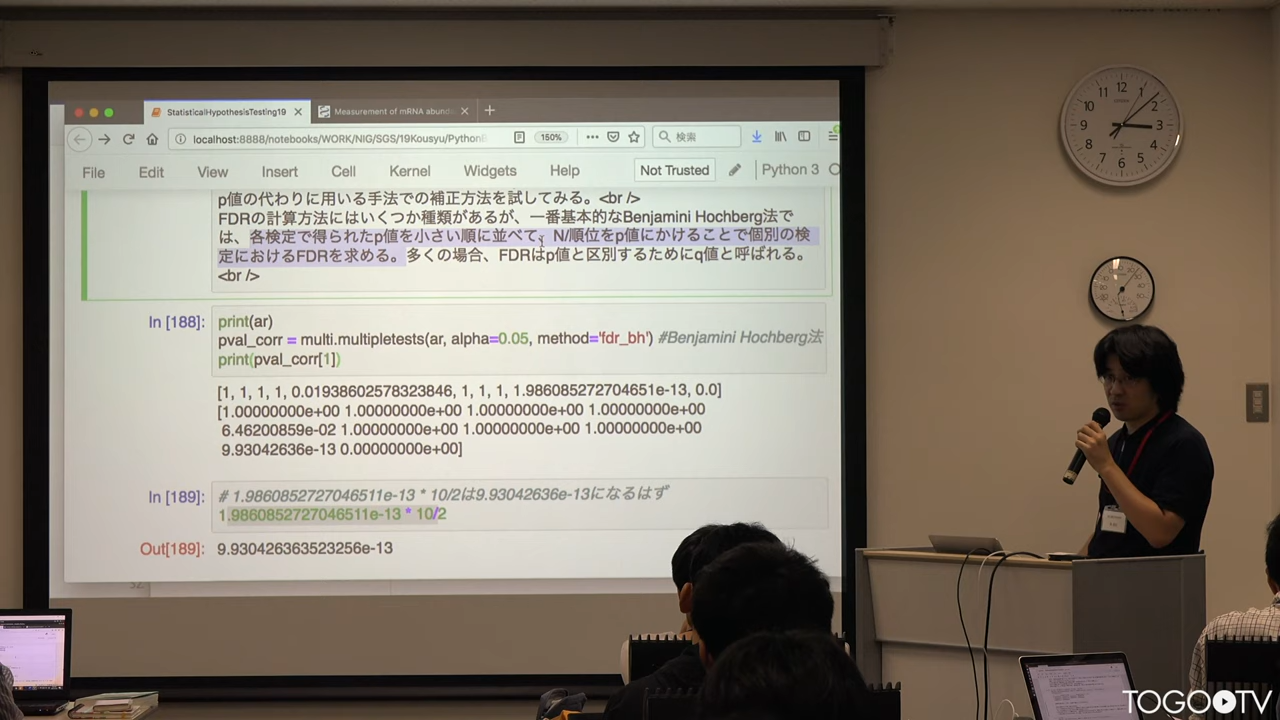 StatisticalHypothesisTesting19
Measurement of mRNA abund
localhost:8888/notebooks/WORK/NIG/SGS/19Kousyu/Python
150%
検索
File Edit View Insert Cell Kernel Widgets Help Not Trusted Python 3
p値の代わりに用いる手法での補正方法を試してみる。<br />
FDRの計算方法にはいくつか種類があるが、一番基本的なBenjamini Hochberg法で
は、各検定で得られたp値を小さい順に並べて、N/順位をp値にかけることで個別の検
定におけるFDRを求める。多くの場合、FDRはp値と区別するためにq値と呼ばれる。
<br />
In [188]: print(ar)
pval_corr = multi.multipletests(ar, alpha=0.05, method='fdr_bh') #Benjamini Hochberg法
print(pval_corr[1])
[1, 1, 1, 1, 0.01938602578323846, 1, 1, 1, 1.986085272704651e-13, 0.0]
[1.00000000e+00 1.00000000e+00 1.00000000e+00 1.00000000e+00
6.46200859e-02 1.00000000e+00 1.00000000e+00 1.00000000e+00
9.93042636e-13 0.00000000e+00]
In [189]: # 1.9860852727046511e-13 * 10/2は9.93042636e-13になるはず
1.9860852727046511e-13 * 10/2
Out[189]: 9.930426363523256e-13
12
1
2
3
4
5
6
7
8
9
10
11
TOGOTV